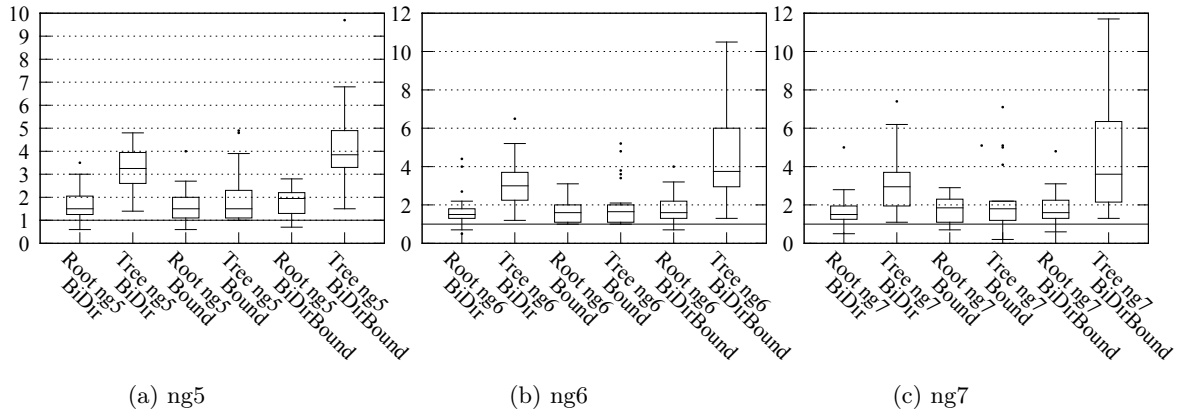 10
9
8
7
6
5
4
3
2
1
0
Root ng5
BiDir
Tree ng5
BiDir
Root ng5
Bound
Tree ng5
Bound
Root ng5
BiDirBound
Tree ng5
BiDirBound
(a) ng5
12
10
8
6
4
2
0
Root ng6
BiDir
Tree ng6
BiDir
Root ng6
Bound
Tree ng6
Bound
Root ng6
BiDirBound
Tree ng6
BiDirBound
(b) ng6
12
10
8
6
4
2
0
Root ng7
BiDir
Tree ng7
BiDir
Root ng7
Bound
Tree ng7
Bound
Root ng7
BiDirBound
Tree ng7
BiDirBound
(c) ng7